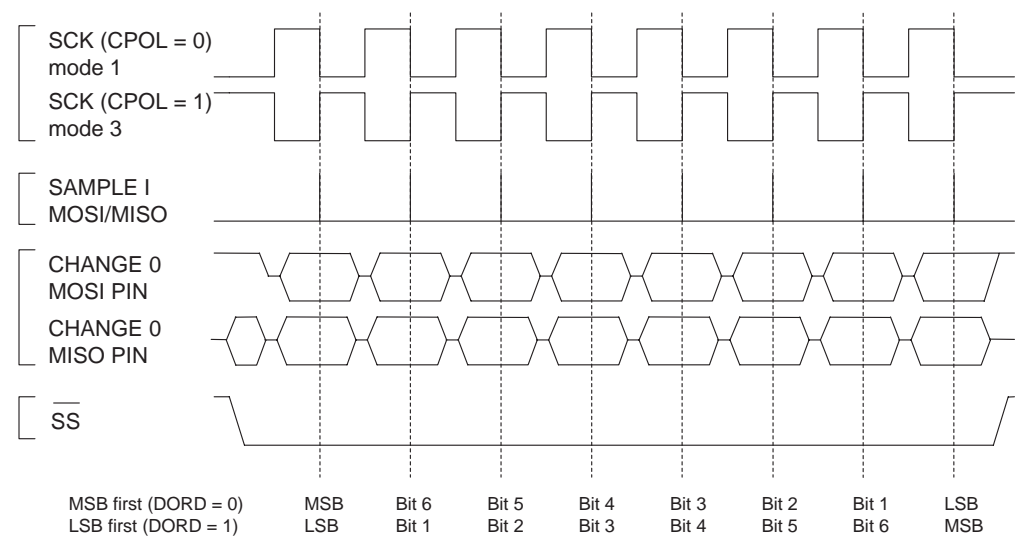 SCK (CPOL = 0)
mode 1
SCK (CPOL = 1)
mode 3
SAMPLE I
MOSI/MISO
CHANGE 0
MOSI PIN
CHANGE 0
MISO PIN
SS
MSB first (DORD = 0) MSB Bit 6 Bit 5 Bit 4 Bit 3 Bit 2 Bit 1 LSB
LSB first (DORD = 1) LSB Bit 1 Bit 2 Bit 3 Bit 4 Bit 5 Bit 6 MSB